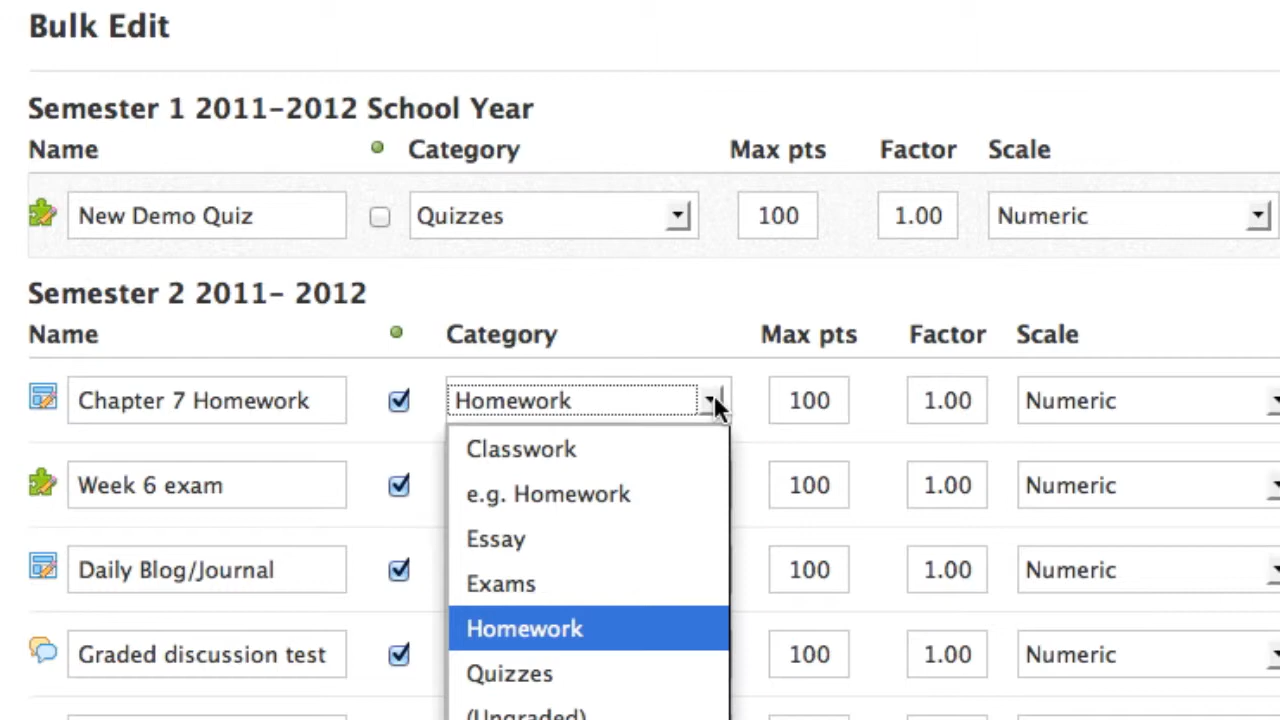 Bulk Edit
Semester 1 2011-2012 School Year
Name Category Max pts Factor Scale
New Demo Quiz Quizzes 100 1.00 Numeric
Semester 2 2011- 2012
Name Category Max pts Factor Scale
Chapter 7 Homework Homework 100 1.00 Numeric
Classwork
Week 6 exam e.g. Homework 100 1.00 Numeric
Essay
Daily Blog/Journal Exams 100 1.00 Numeric
Homework
Graded discussion test 100 1.00 Numeric
Quizzes
(Ungraded)